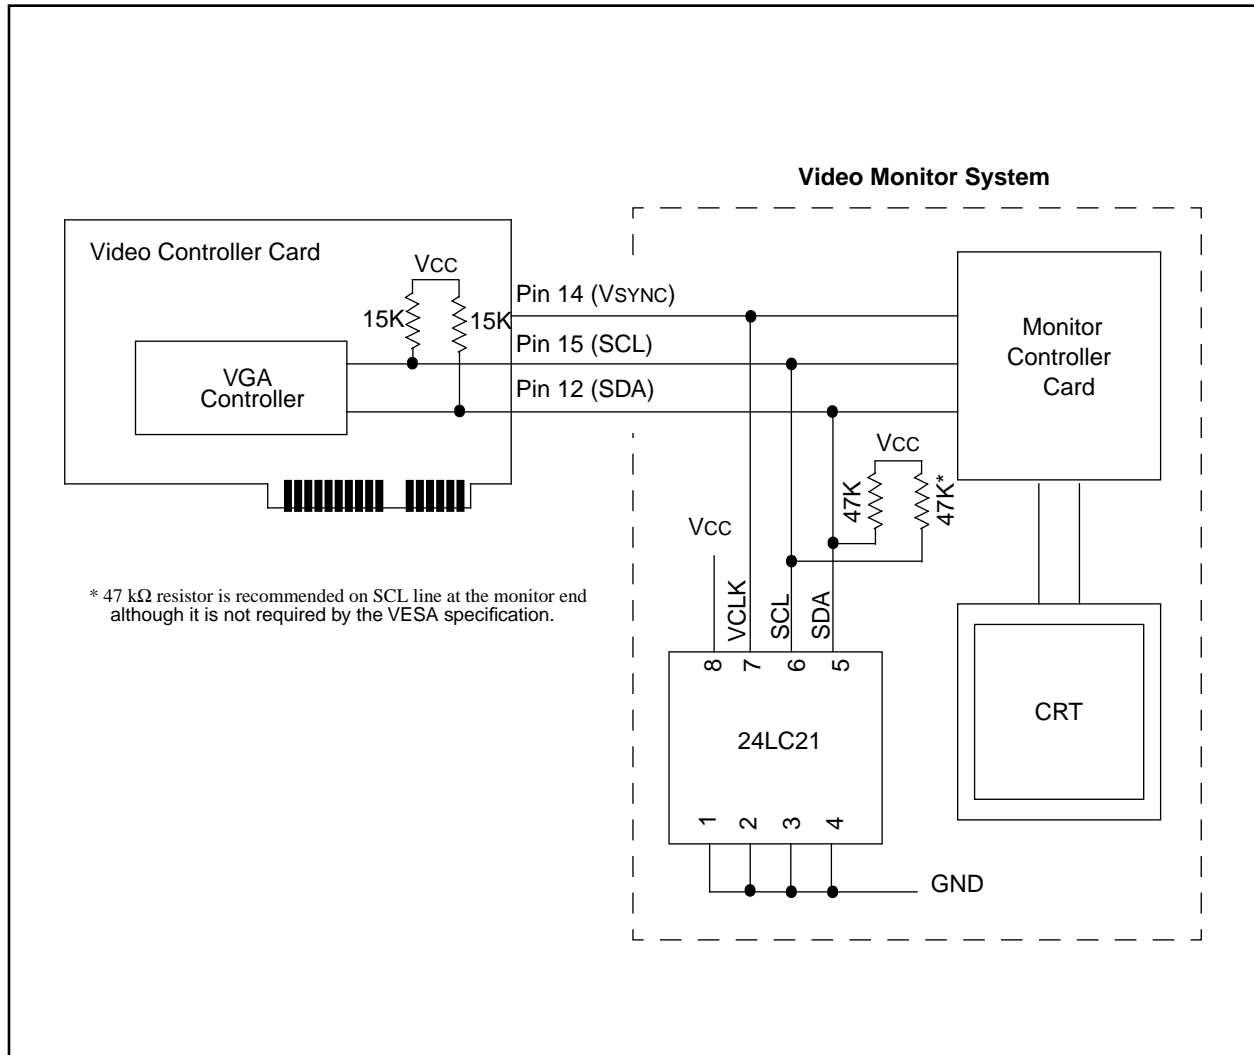 Video Monitor System
Video Controller Card
VCC
15K
15K
Pin 14 (VSYNC)
Pin 15 (SCL)
Pin 12 (SDA)
VGA
Controller
Monitor
Controller
Card
VCC
47K
47K*
VCC
VCLK
SCL
SDA
* 47 kΩ resistor is recommended on SCL line at the monitor end
although it is not required by the VESA specification.
8
7
6
5
24LC21
1
2
3
4
GND
CRT